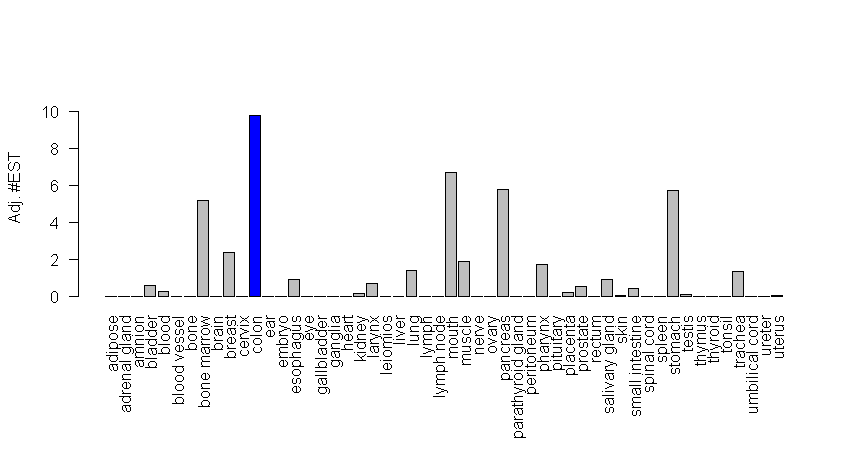 Adj. #EST
10
8
6
4
2
0
adipose
adrenal gland
amnion
bladder
blood
blood vessel
bone
bone marrow
brain
breast
cervix
colon
ear
embryo
esophagus
eye
gallbladder
ganglia
heart
kidney
larynx
leiomios
liver
lung
lymph
lymph node
mouth
muscle
nerve
ovary
pancreas
parathyroid gland
peritoneum
pharynx
pituitary
placenta
prostate
rectum
salivary gland
skin
small intestine
spinal cord
spleen
stomach
testis
thymus
thyroid
tonsil
trachea
umbilical cord
ureter
uterus